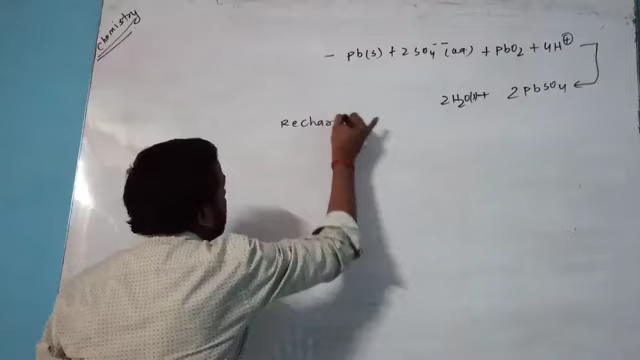 Chemistry
- Pb(s) + 2SO4-- (aq) + PbO2 + 4H+
2H2O(l)+ 2PbSO4
Rechar